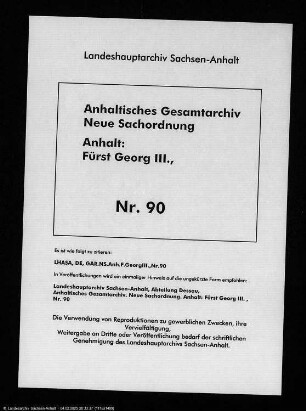 Landeshauptarchiv Sachsen-Anhalt
Anhaltisches Gesamtarchiv
Neue Sachordnung
Anhalt:
Fürst Georg III.,
Nr. 90
Es ist wie folgt zu zitieren:
LHASA, DE, GAR.NS.Anh.F.GeorgIII.,Nr.90
In Veröffentlichungen wird ein einmaliger Hinweis auf die ungekürzte Form empfohlen:
Landeshauptarchiv Sachsen-Anhalt, Abteilung Dessau,
Anhaltisches Gesamtarchiv. Neue Sachordnung. Anhalt: Fürst Georg III. ,
Nr. 90
Die Verwendung von Reproduktionen zu gewerblichen Zwecken, ihre
Vervielfältigung,
Weitergabe an Dritte oder Veröffentlichung bedarf der schriftlichen
Genehmigung des Landeshauptarchivs Sachsen-Anhalt.
© Landesarchiv Sachsen-Anhalt